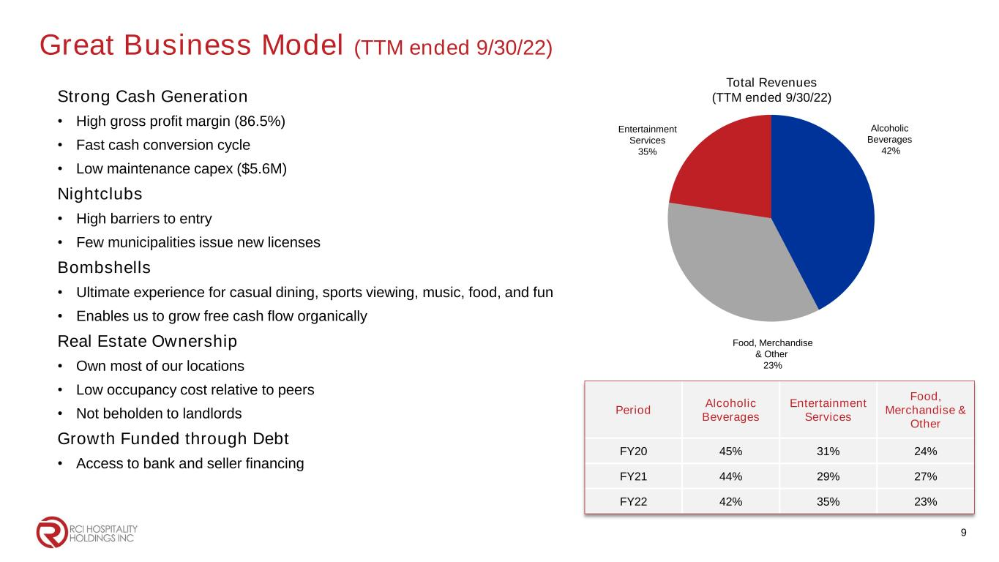 Great Business Model (TTM ended 9/30/22)
Strong Cash Generation
• High gross profit margin (86.5%)
• Fast cash conversion cycle
• Low maintenance capex ($5.6M)
Nightclubs
• High barriers to entry
• Few municipalities issue new licenses
Bombshells
• Ultimate experience for casual dining, sports viewing, music, food, and fun
• Enables us to grow free cash flow organically
Real Estate Ownership
• Own most of our locations
• Low occupancy cost relative to peers
• Not beholden to landlords
Growth Funded through Debt
• Access to bank and seller financing
Total Revenues
(TTM ended 9/30/22)
Entertainment
Services
35%
Alcoholic
Beverages
42%
Food, Merchandise
& Other
23%
Period Alcoholic Beverages Entertainment Services Food, Merchandise & Other
FY20 45% 31% 24%
FY21 44% 29% 27%
FY22 42% 35% 23%
RCI HOSPITALITY
HOLDINGS INC
9